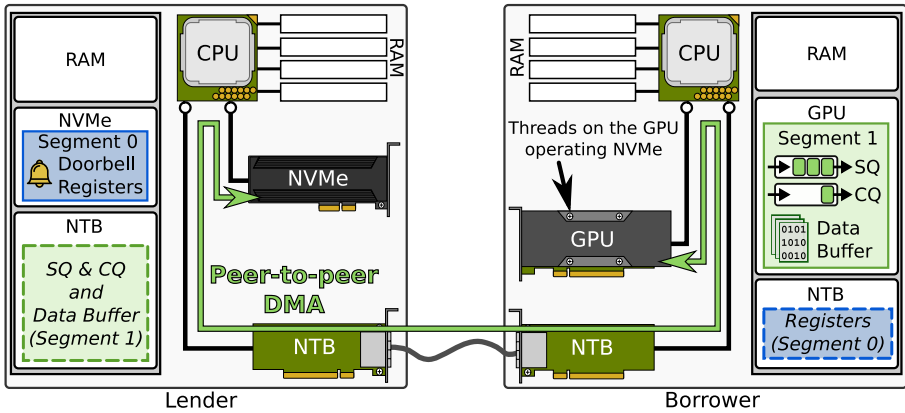 RAM
NVMe
Segment 0
Doorbell
Registers
NTB
SQ & CQ
and
Data Buffer
(Segment 1)
CPU
RAM
NVMe
Peer-to-peer
DMA
NTB
Lender
RAM
CPU
Threads on the GPU
operating NVMe
GPU
NTB
RAM
GPU
Segment 1
SQ
CQ
0101
1010
0010
Data
Buffer
NTB
Registers
(Segment 0)
Borrower